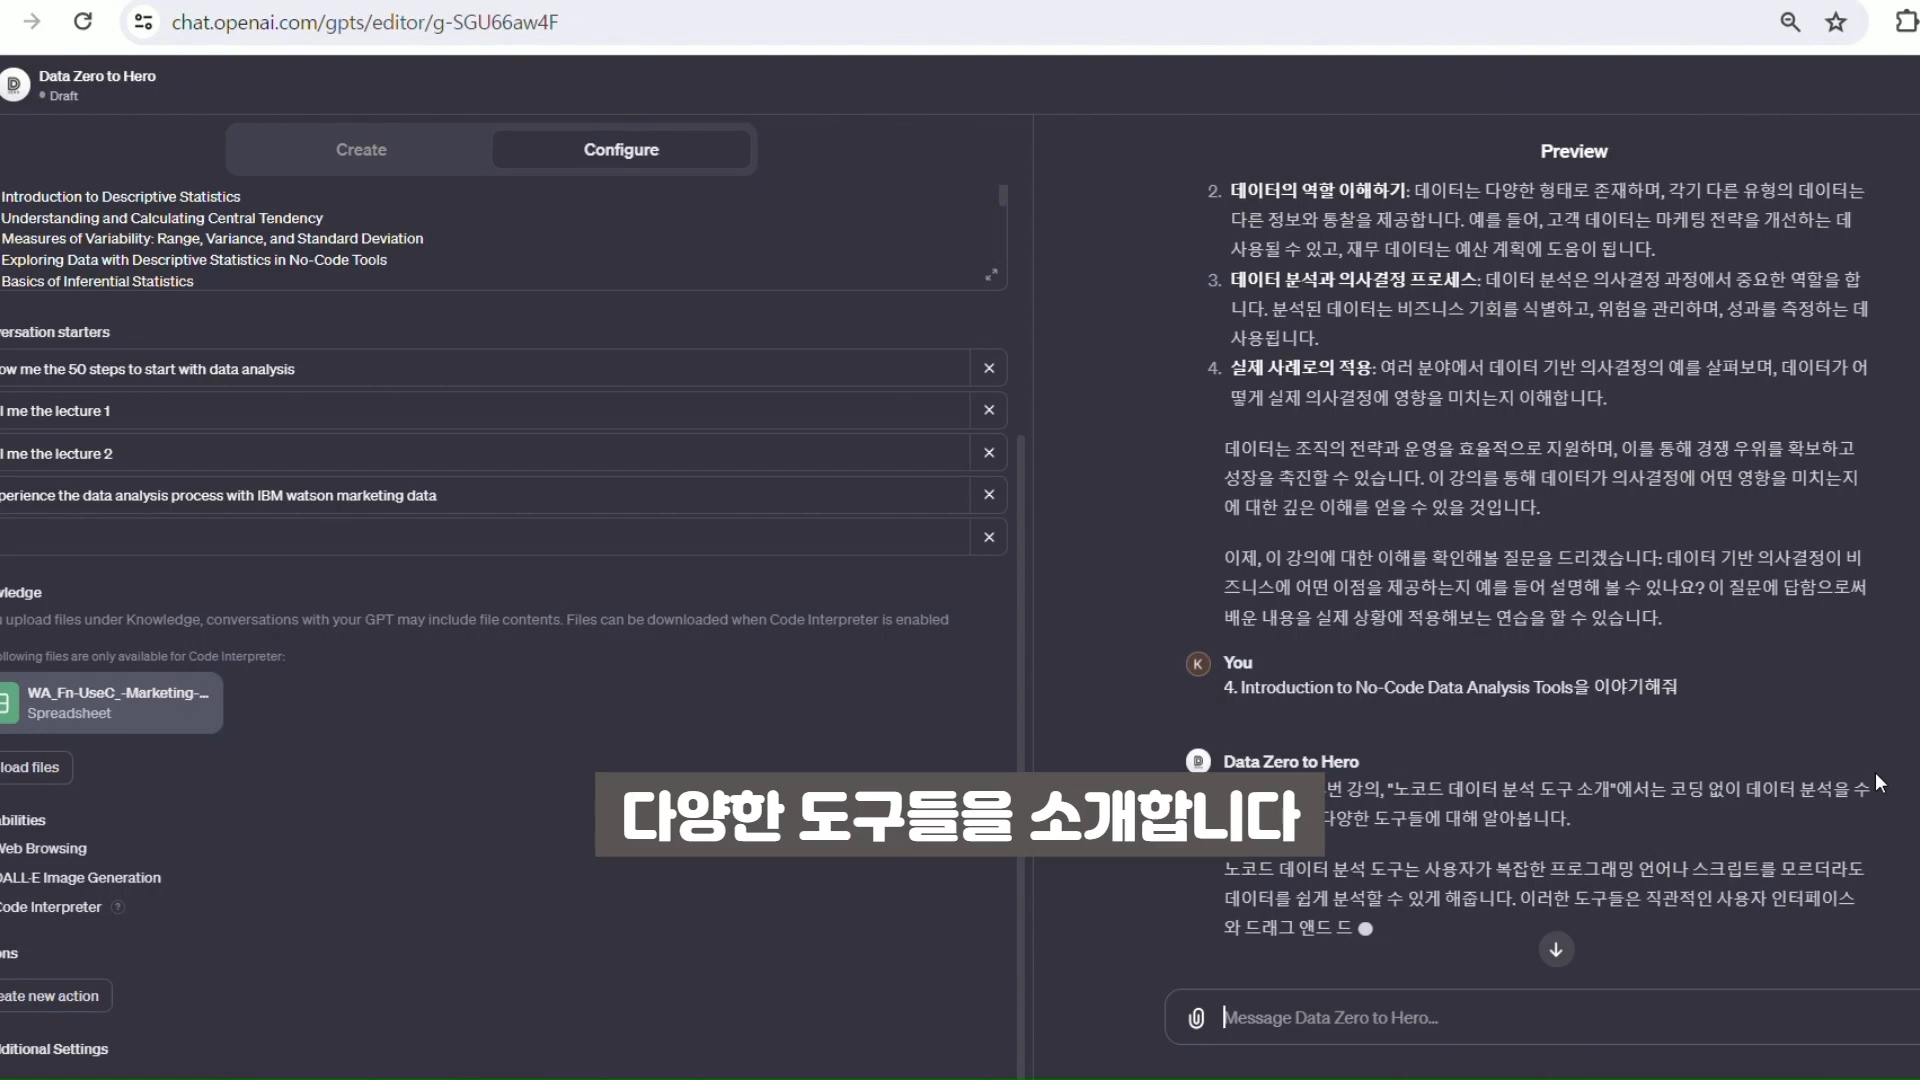 chat.openai.com/gpts/editor/g-SGU66aw4F
Data Zero to Hero
Draft
Create
Configure
Introduction to Descriptive Statistics
Understanding and Calculating Central Tendency
Measures of Variability: Range, Variance, and Standard Deviation
Exploring Data with Descriptive Statistics in No-Code Tools
Basics of Inferential Statistics
ersation starters
ow me the 50 steps to start with data analysis
l me the lecture 1
l me the lecture 2
perience the data analysis process with IBM watson marketing data
ledge
upload files under Knowledge, conversations with your GPT may include file contents. Files can be downloaded when Code Interpreter is enabled
llowing files are only available for Code Interpreter:
WA_Fn-UseC_-Marketing-...
Spreadsheet
load files
abilities
Web Browsing
DALL·E Image Generation
Code Interpreter ?
ons
eate new action
ditional Settings
Preview
2. 데이터의 역할 이해하기: 데이터는 다양한 형태로 존재하며, 각기 다른 유형의 데이터는
다른 정보와 통찰을 제공합니다. 예를 들어, 고객 데이터는 마케팅 전략을 개선하는 데
사용될 수 있고, 재무 데이터는 예산 계획에 도움이 됩니다.
3. 데이터 분석과 의사결정 프로세스: 데이터 분석은 의사결정 과정에서 중요한 역할을 합
니다. 분석된 데이터는 비즈니스 기회를 식별하고, 위험을 관리하며, 성과를 측정하는 데
사용됩니다.
4. 실제 사례로의 적용: 여러 분야에서 데이터 기반 의사결정의 예를 살펴보며, 데이터가 어
떻게 실제 의사결정에 영향을 미치는지 이해합니다.
데이터는 조직의 전략과 운영을 효율적으로 지원하며, 이를 통해 경쟁 우위를 확보하고
성장을 촉진할 수 있습니다. 이 강의를 통해 데이터가 의사결정에 어떤 영향을 미치는지
에 대한 깊은 이해를 얻을 수 있을 것입니다.
이제, 이 강의에 대한 이해를 확인해볼 질문을 드리겠습니다: 데이터 기반 의사결정이 비
즈니스에 어떤 이점을 제공하는지 예를 들어 설명해 볼 수 있나요? 이 질문에 답함으로써
배운 내용을 실제 상황에 적용해보는 연습을 할 수 있습니다.
K You
4. Introduction to No-Code Data Analysis Tools을 이야기해줘
Data Zero to Hero
번 강의, "노코드 데이터 분석 도구 소개"에서는 코딩 없이 데이터 분석을 수
다양한 도구들에 대해 알아봅니다.
다양한 도구들을 소개합니다
노코드 데이터 분석 도구는 사용자가 복잡한 프로그래밍 언어나 스크립트를 모르더라도
데이터를 쉽게 분석할 수 있게 해줍니다. 이러한 도구들은 직관적인 사용자 인터페이스
와 드래그 앤드 드
Message Data Zero to Hero...